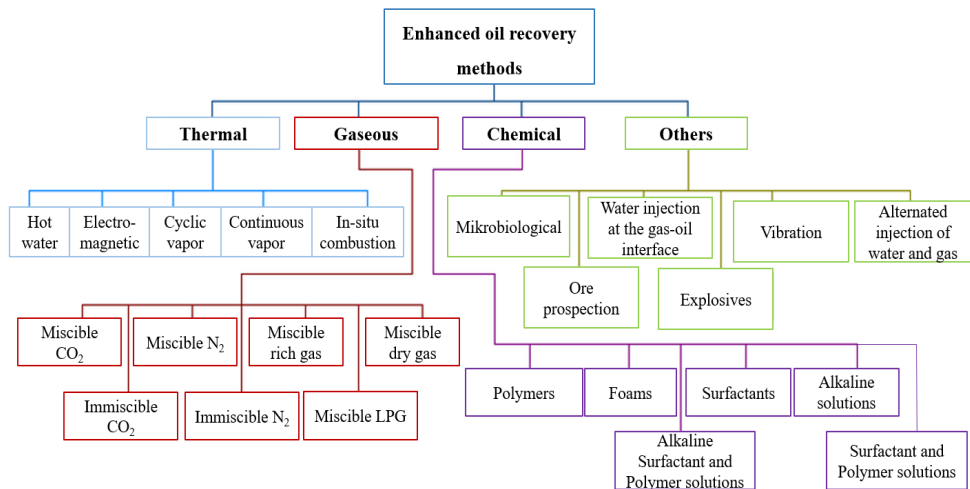 Enhanced oil recovery
methods
Thermal
Gaseous
Chemical
Others
Hot
water
Electro-
magnetic
Cyclic
vapor
Continuous
vapor
In-situ
combustion
Mikrobiological
Water injection
at the gas-oil
interface
Vibration
Alternated
injection of
water and gas
Ore
prospection
Explosives
Miscible
CO₂
Miscible N₂
Miscible
rich gas
Miscible
dry gas
Immiscible
CO₂
Immiscible N₂
Miscible LPG
Polymers
Foams
Surfactants
Alkaline
solutions
Alkaline
Surfactant and
Polymer solutions
Surfactant and
Polymer solutions